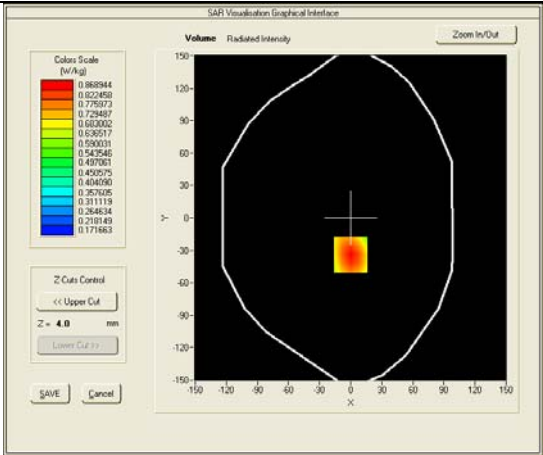 SAR Visualisation Graphical Interface
Volume Radiated Intensity
Zoom In/Out
Colors Scale
(W/kg)
0.868944
0.822458
0.775973
0.729487
0.683002
0.636517
0.590031
0.543546
0.497061
0.450575
0.404090
0.357605
0.311119
0.264634
0.218149
0.171663
Z Cuts Control
<< Upper Cut
Z = 4.0 mm
Lower Cut >>
SAVE
Cancel
150-
120-
90-
60-
30-
0-
-30-
-60-
-90-
-120-
-150-
Y
-150 -120 -90 -60 -30 0 30 60 90 120 150
X